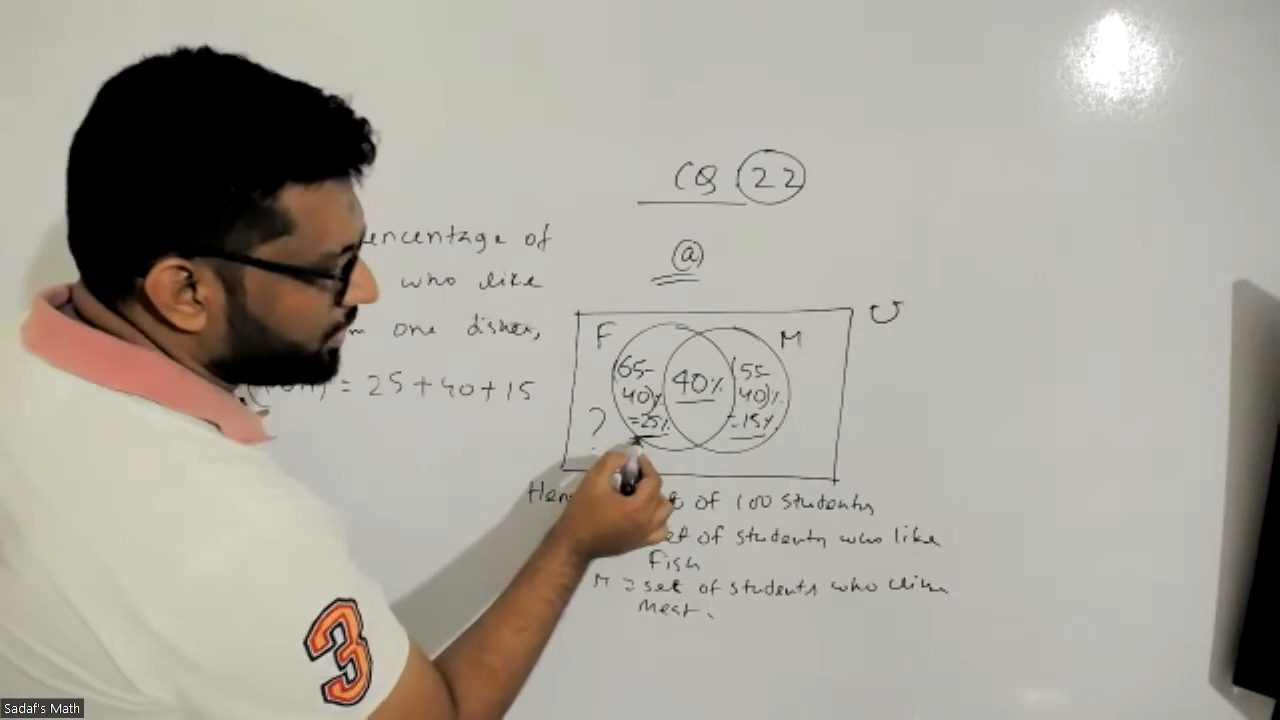 CQ 22
(a)
of
who like
one dishes,
= 25+40+15
F
M
U
(65-
40)%
=25%
40%
(55-
40)%
=15%
?
of 100 students
set of students who like
Fish
M = set of students who like
Meat.
3
Sadaf's Math